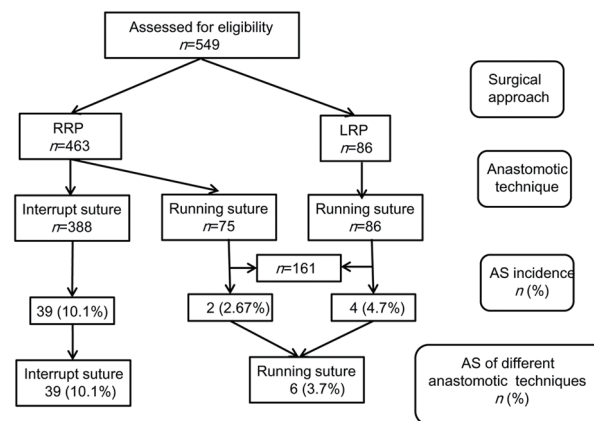 Assessed for eligibility
n=549
Surgical
approach
RRP
n=463
LRP
n=86
Anastomotic
technique
Interrupt suture
n=388
Running suture
n=75
Running suture
n=86
n=161
AS incidence
n (%)
39 (10.1%)
2 (2.67%)
4 (4.7%)
Interrupt suture
39 (10.1%)
Running suture
6 (3.7%)
AS of different
anastomotic techniques
n (%)